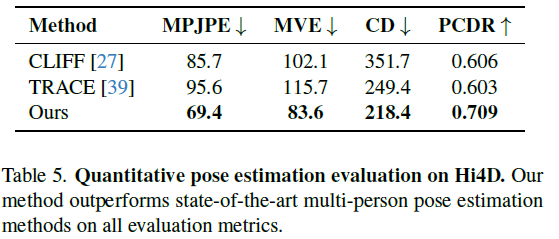 Method MPJPE ↓ MVE ↓ CD ↓ PCDR ↑
CLIFF [27] 85.7 102.1 351.7 0.606
TRACE [39] 95.6 115.7 249.4 0.603
Ours 69.4 83.6 218.4 0.709
Table 5. Quantitative pose estimation evaluation on Hi4D. Our
method outperforms state-of-the-art multi-person pose estimation
methods on all evaluation metrics.